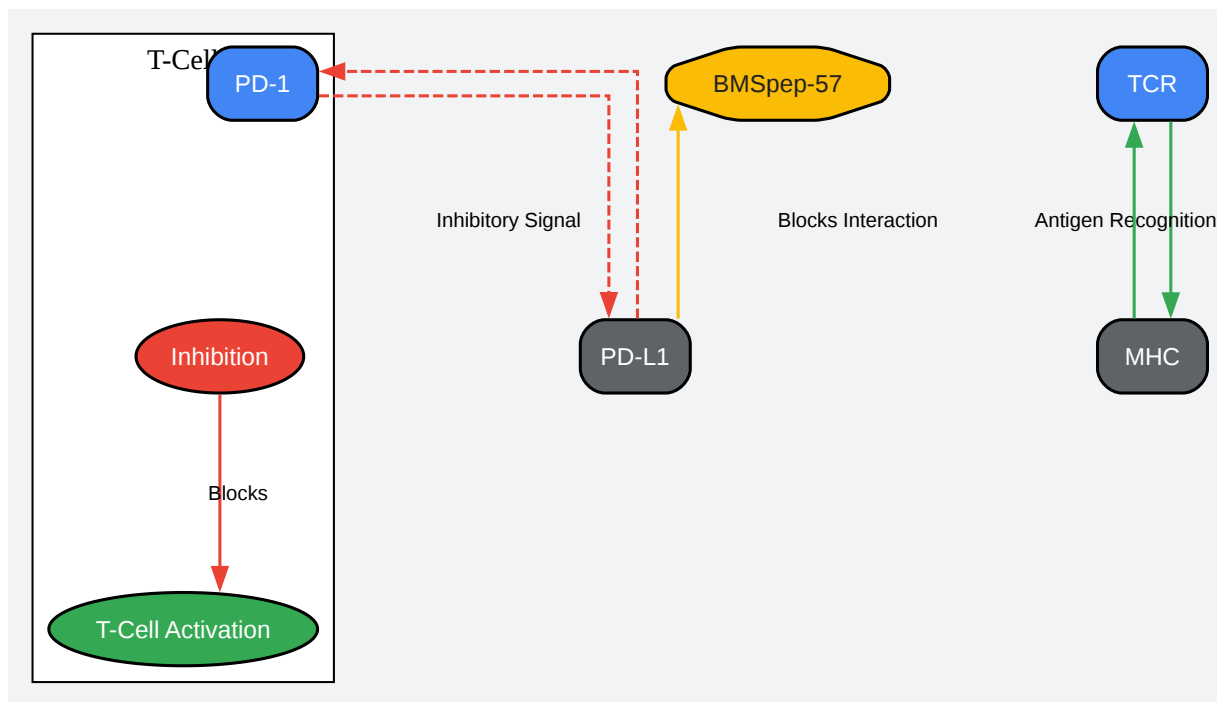 T-Cell
PD-1
BMSpep-57
TCR
Inhibitory Signal
Blocks Interaction
Antigen Recognition
Inhibition
PD-L1
MHC
Blocks
T-Cell Activation